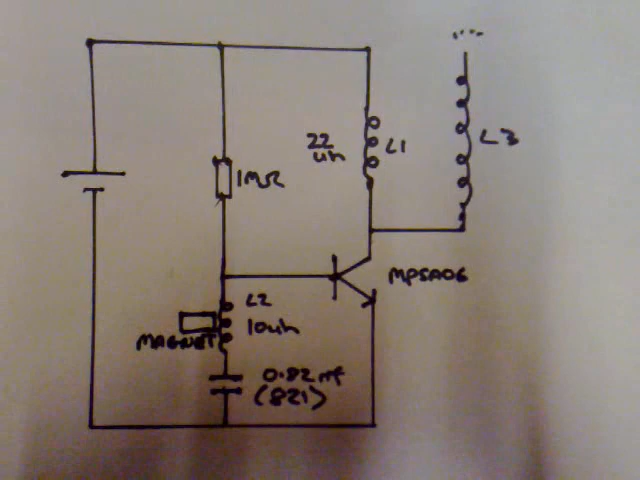 22
uh
L1
L3
1MΩ
MPSA06
L2
10uh
MAGNET
0.82nf
(821)